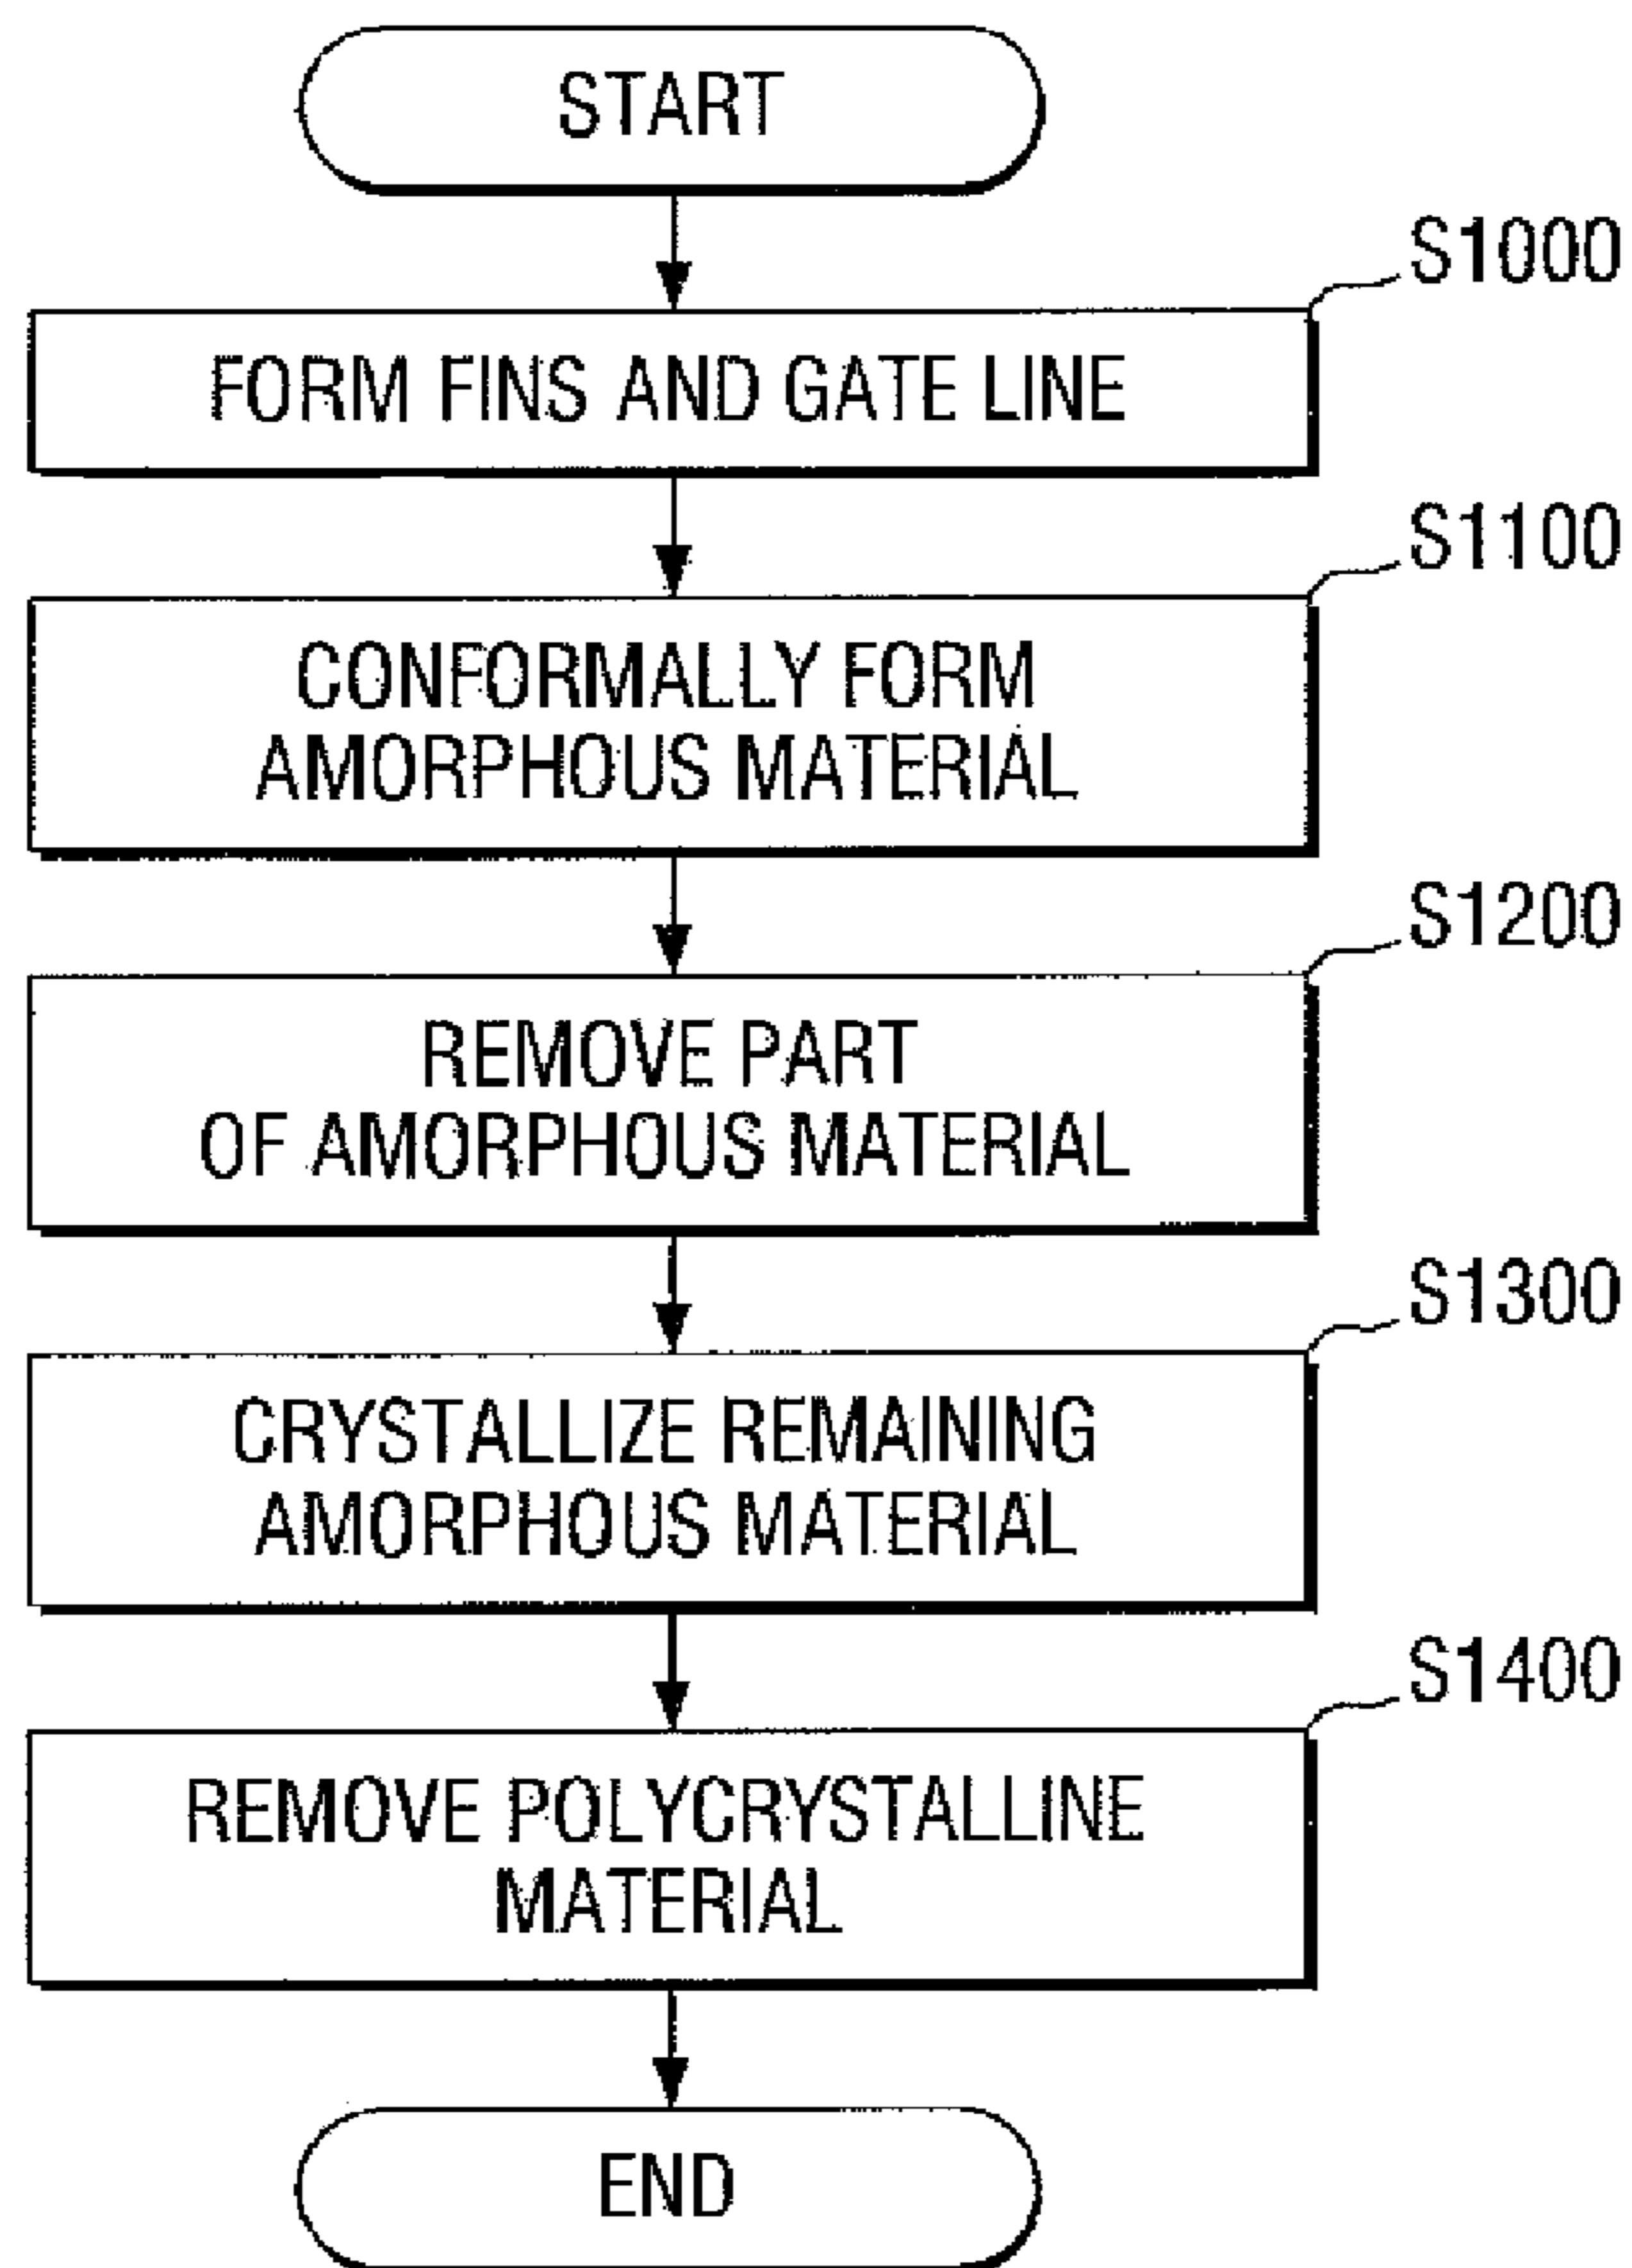 START
S1000
FORM FINS AND GATE LINE
S1100
CONFORMALLY FORM
AMORPHOUS MATERIAL
S1200
REMOVE PART
OF AMORPHOUS MATERIAL
S1300
CRYSTALLIZE REMAINING
AMORPHOUS MATERIAL
S1400
REMOVE POLYCRYSTALLINE
MATERIAL
END